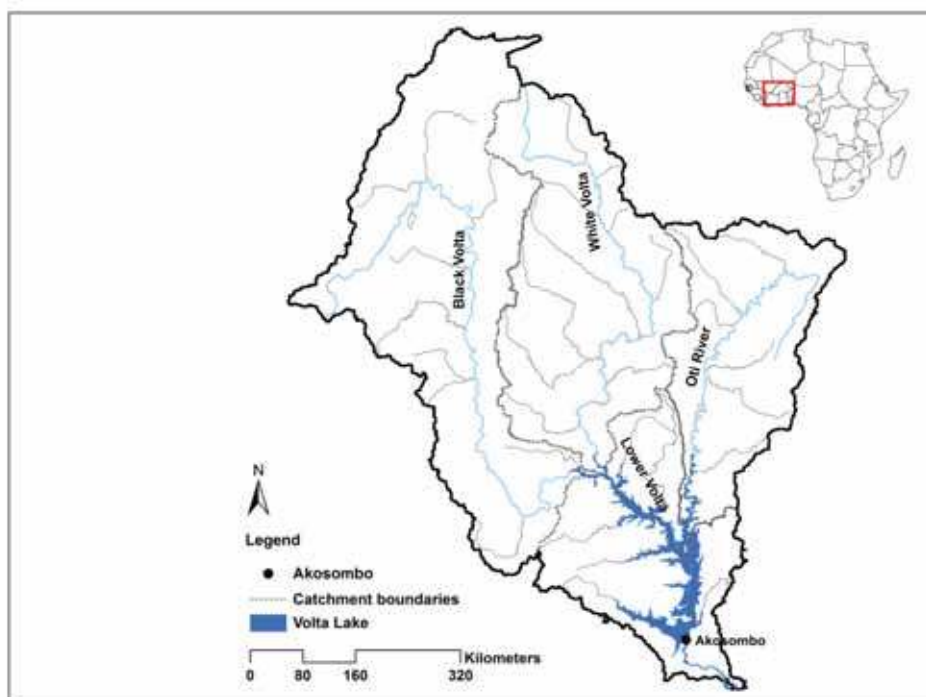 White Volta
Black Volta
Oti River
Lower Volta
N
Legend
Akosombo
Catchment boundaries
Volta Lake
Akosombo
Kilometers
0 80 160 320